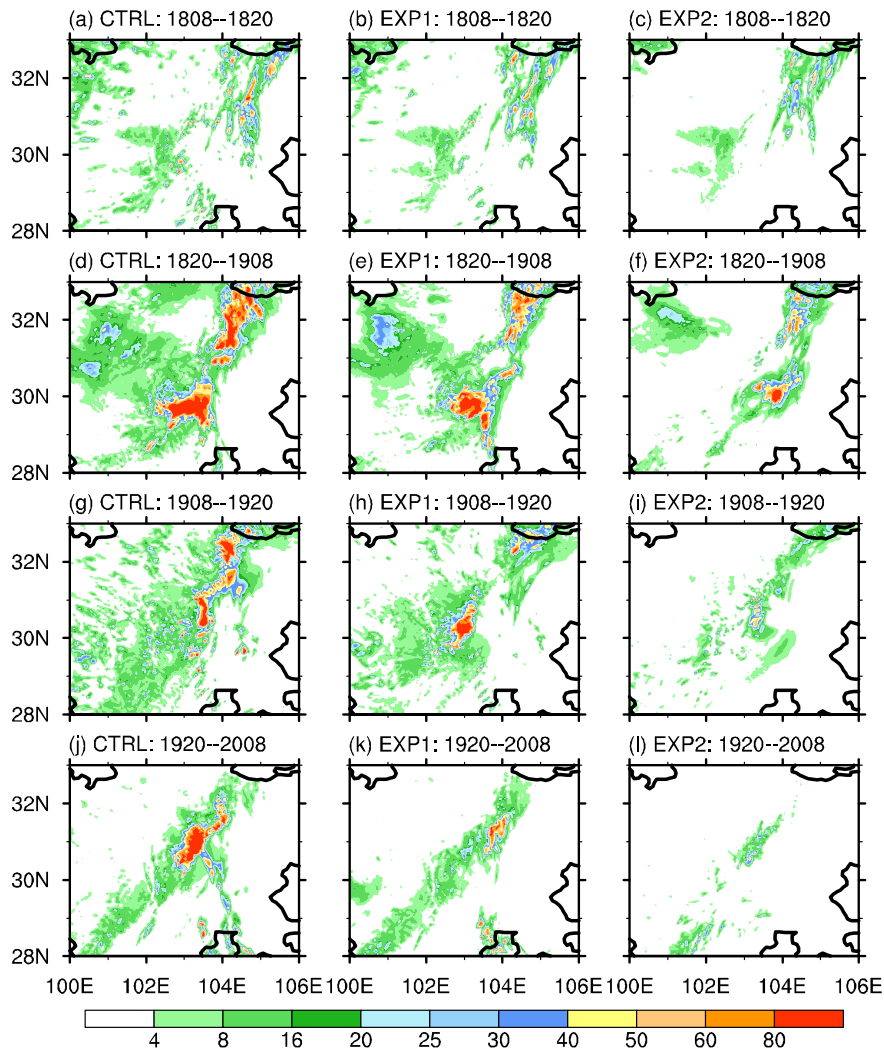 (a) CTRL: 1808--1820 (b) EXP1: 1808--1820 (c) EXP2: 1808--1820
32N
30N
28N
(d) CTRL: 1820--1908 (e) EXP1: 1820--1908 (f) EXP2: 1820--1908
32N
30N
28N
(g) CTRL: 1908--1920 (h) EXP1: 1908--1920 (i) EXP2: 1908--1920
32N
30N
28N
(j) CTRL: 1920--2008 (k) EXP1: 1920--2008 (l) EXP2: 1920--2008
32N
30N
28N
100E 102E 104E 106E 100E 102E 104E 106E 100E 102E 104E 106E
4 8 16 20 25 30 40 50 60 80